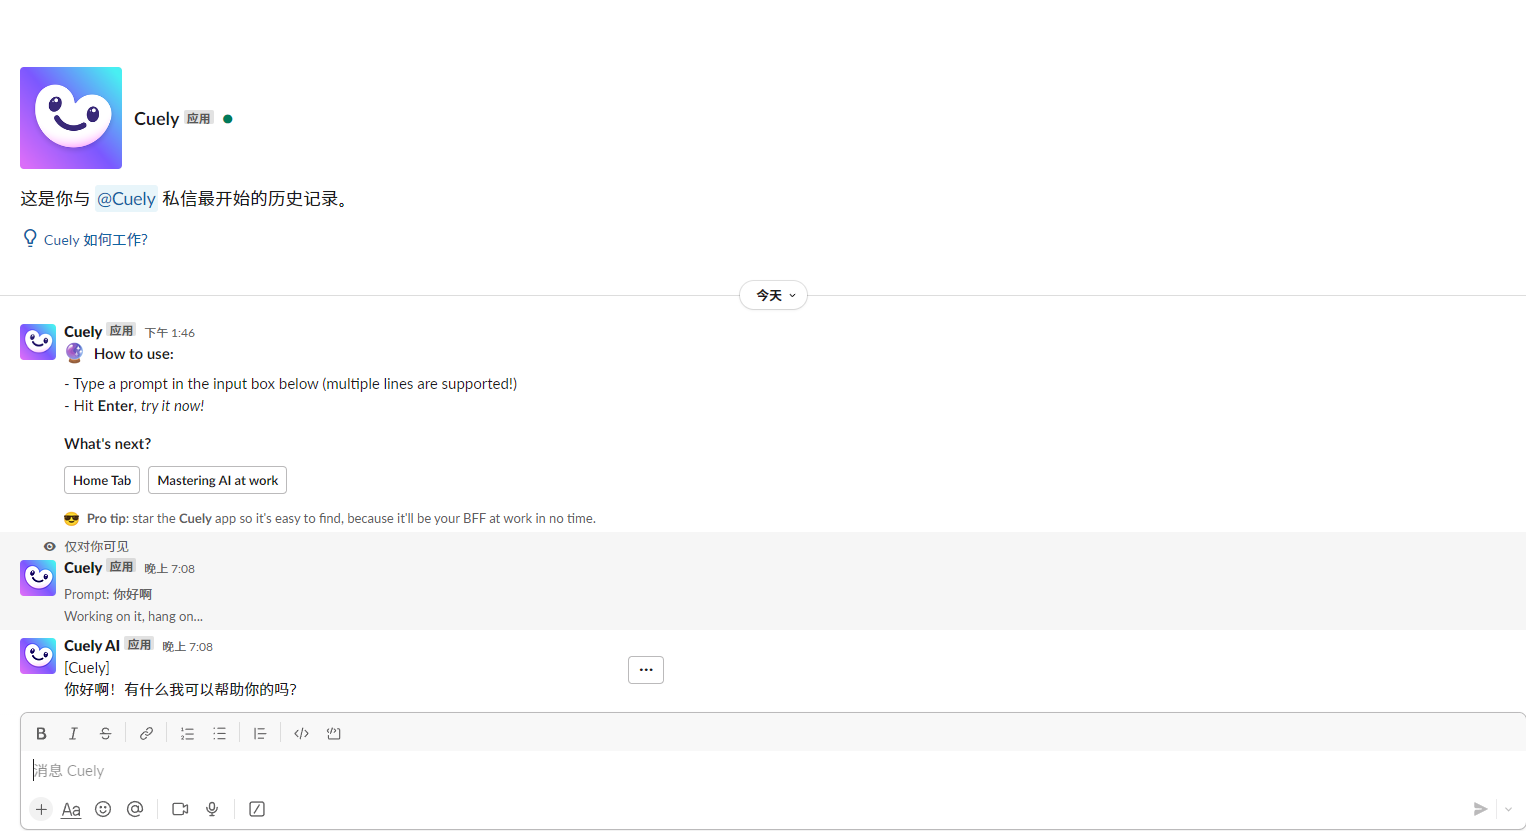 Cuely 应用
这是你与 @Cuely 私信最开始的历史记录。
Cuely 如何工作?
今天
Cuely 应用 下午 1:46
How to use:
- Type a prompt in the input box below (multiple lines are supported!)
- Hit Enter, try it now!
What's next?
Home Tab Mastering AI at work
Pro tip: star the Cuely app so it's easy to find, because it'll be your BFF at work in no time.
仅对你可见
Cuely 应用 晚上 7:08
Prompt: 你好啊
Working on it, hang on...
Cuely AI 应用 晚上 7:08
[Cuely]
你好啊！有什么我可以帮助你的吗?
消息 Cuely
Aa